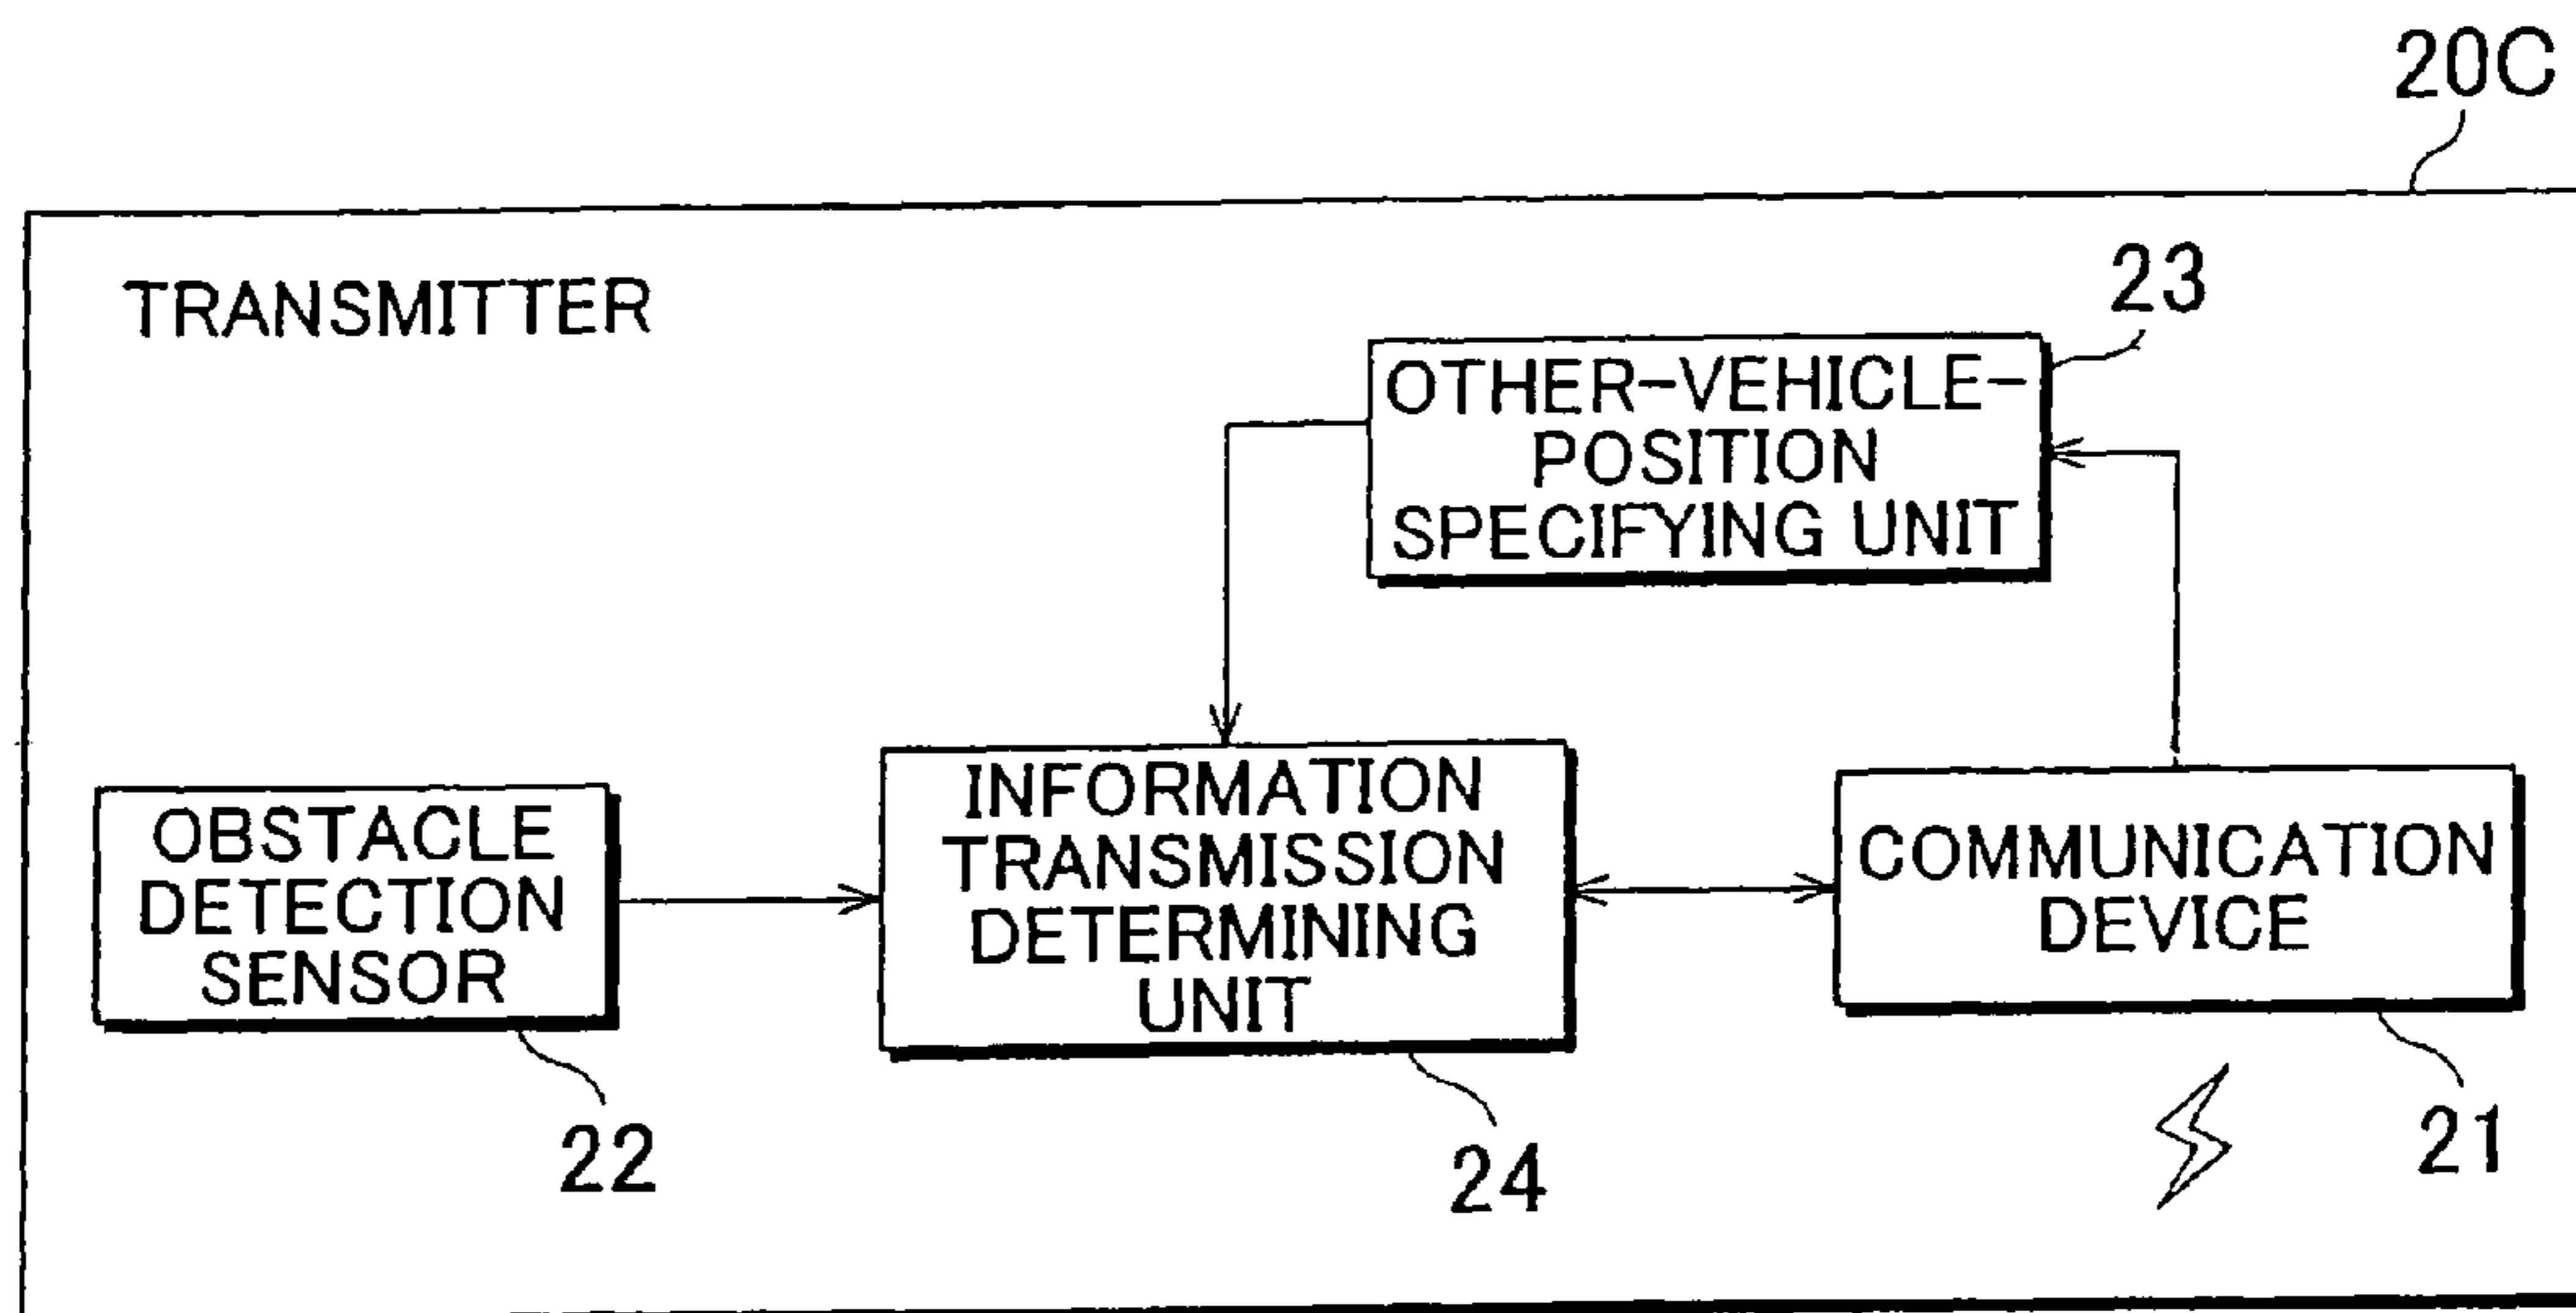 20C
TRANSMITTER
23
OTHER-VEHICLE-
POSITION
SPECIFYING UNIT
OBSTACLE
DETECTION
SENSOR
22
INFORMATION
TRANSMISSION
DETERMINING
UNIT
24
COMMUNICATION
DEVICE
21